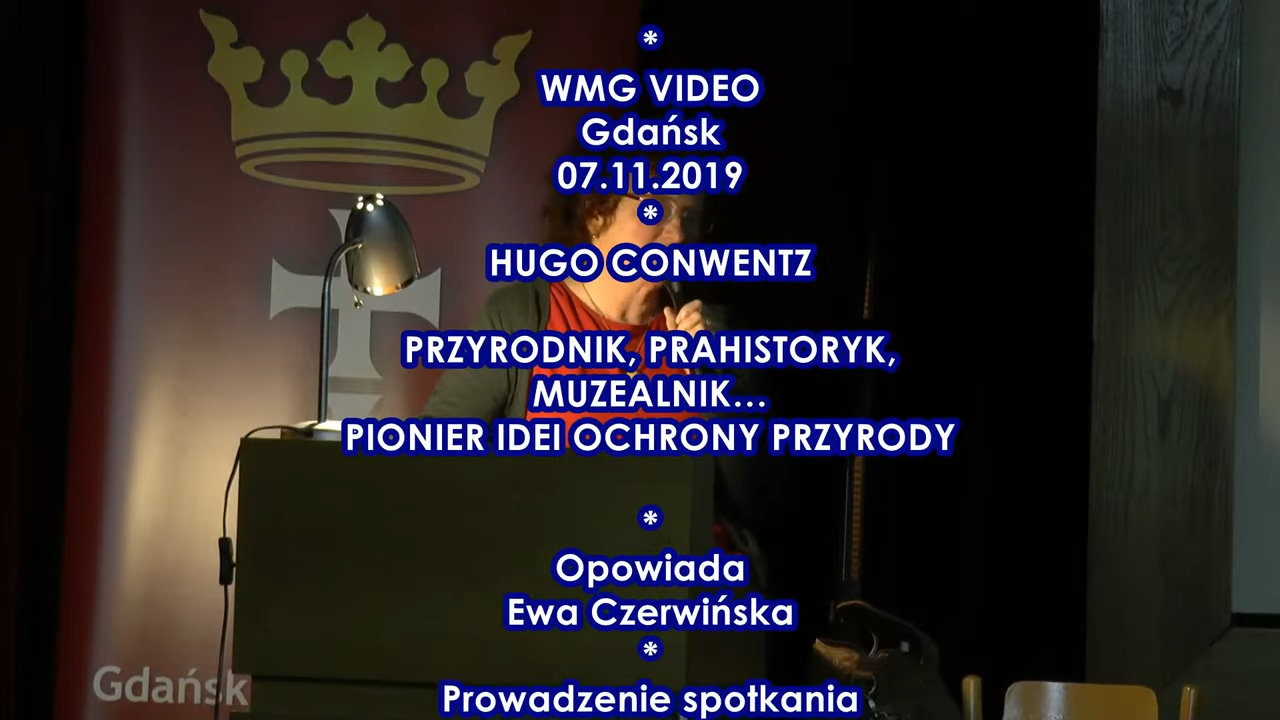 *
WMG VIDEO
Gdańsk
07.11.2019
*
HUGO CONWENTZ
PRZYRODNIK, PRAHISTORYK,
MUZEALNIK...
PIONIER IDEI OCHRONY PRZYRODY
*
Opowiada
Ewa Czerwińska
*
Prowadzenie spotkania
Gdańsk